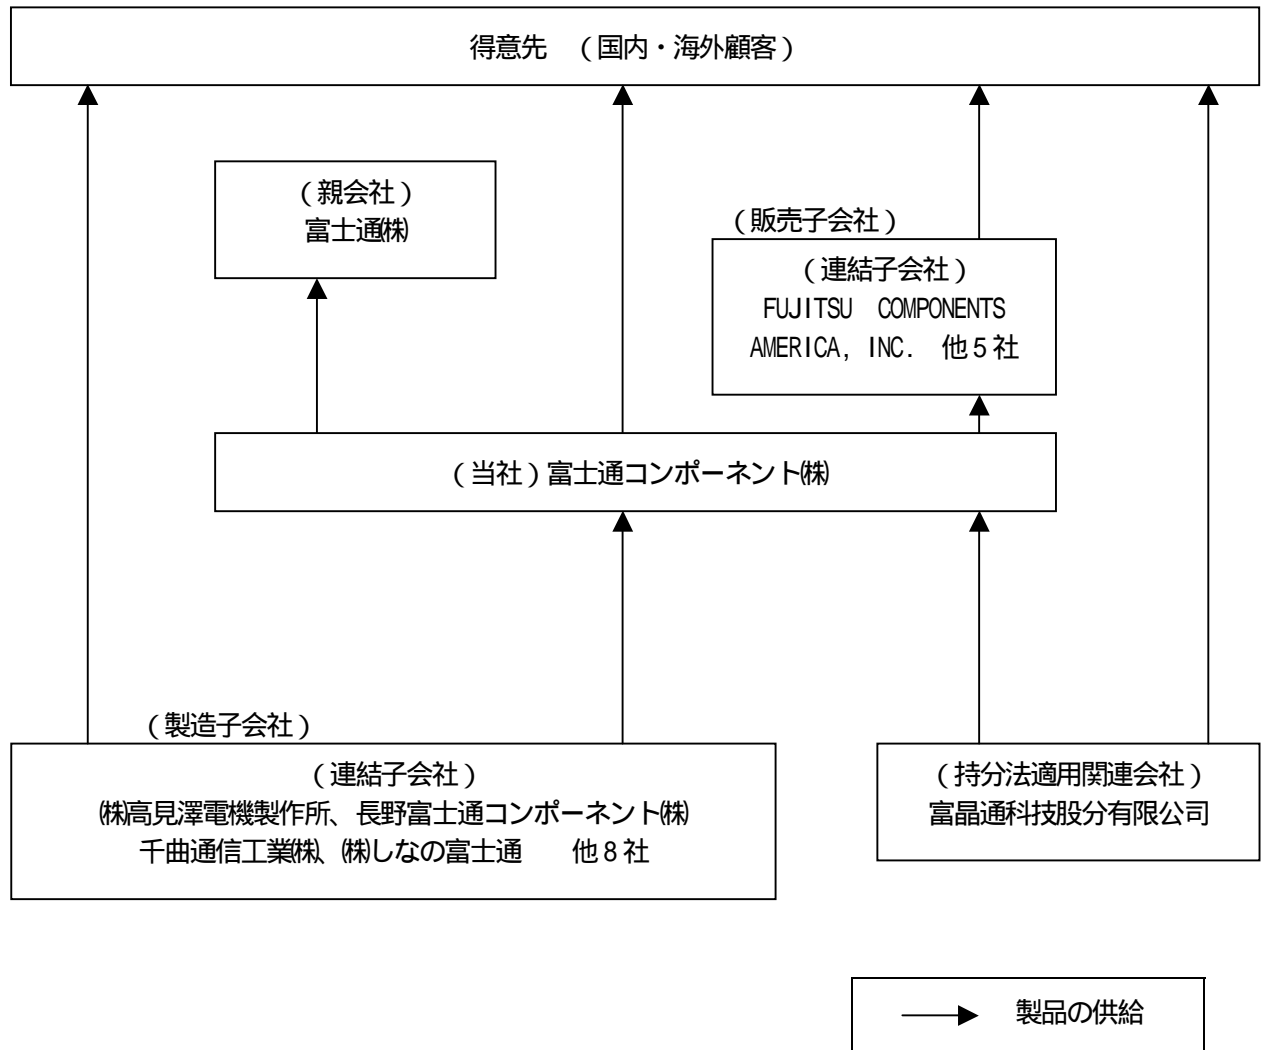 得意先　（国内・海外顧客）
（親会社）
富士通㈱
（販売子会社）
（連結子会社）
FUJITSU　COMPONENTS
AMERICA, INC.　他５社
（当社）富士通コンポーネント㈱
（製造子会社）
（連結子会社）
㈱高見澤電機製作所、長野富士通コンポーネント㈱
千曲通信工業㈱、㈱しなの富士通　　他８社
（持分法適用関連会社）
富晶通科技股分有限公司
製品の供給